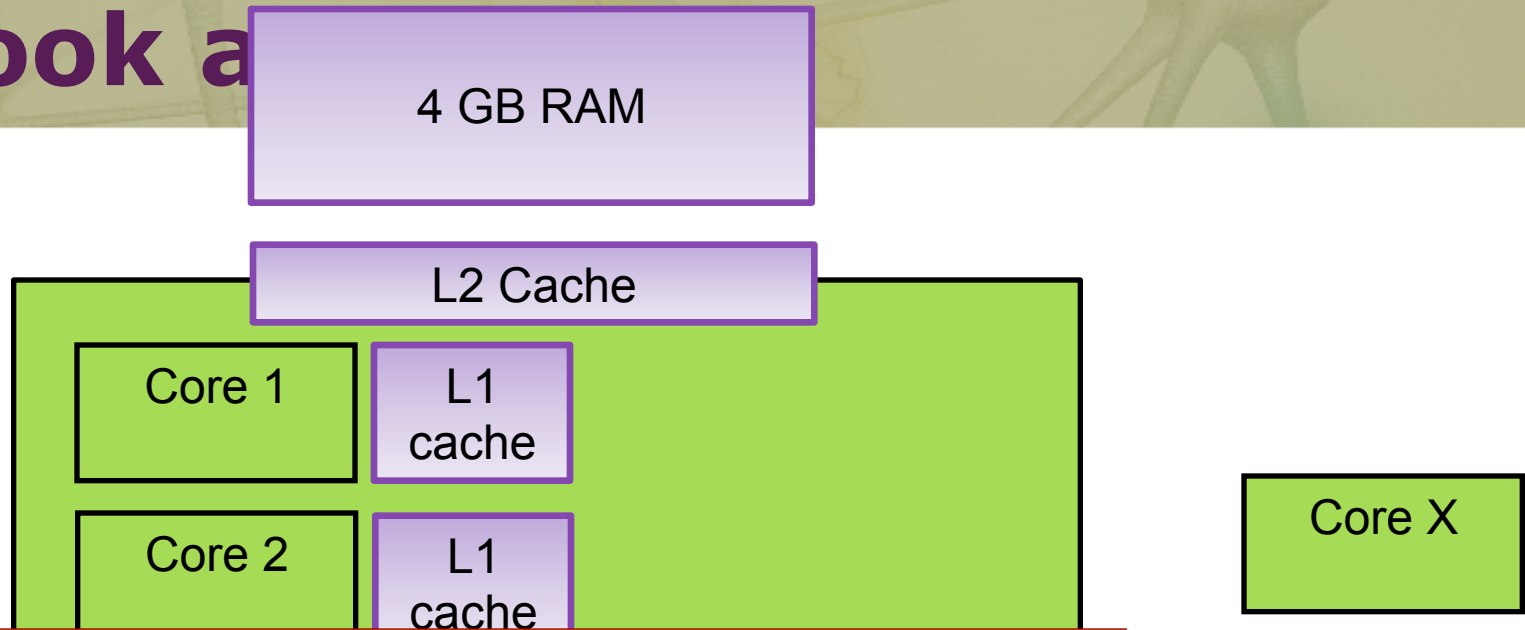 ook a
4 GB RAM
L2 Cache
Core 1
L1
cache
Core 2
L1
cache
Core X